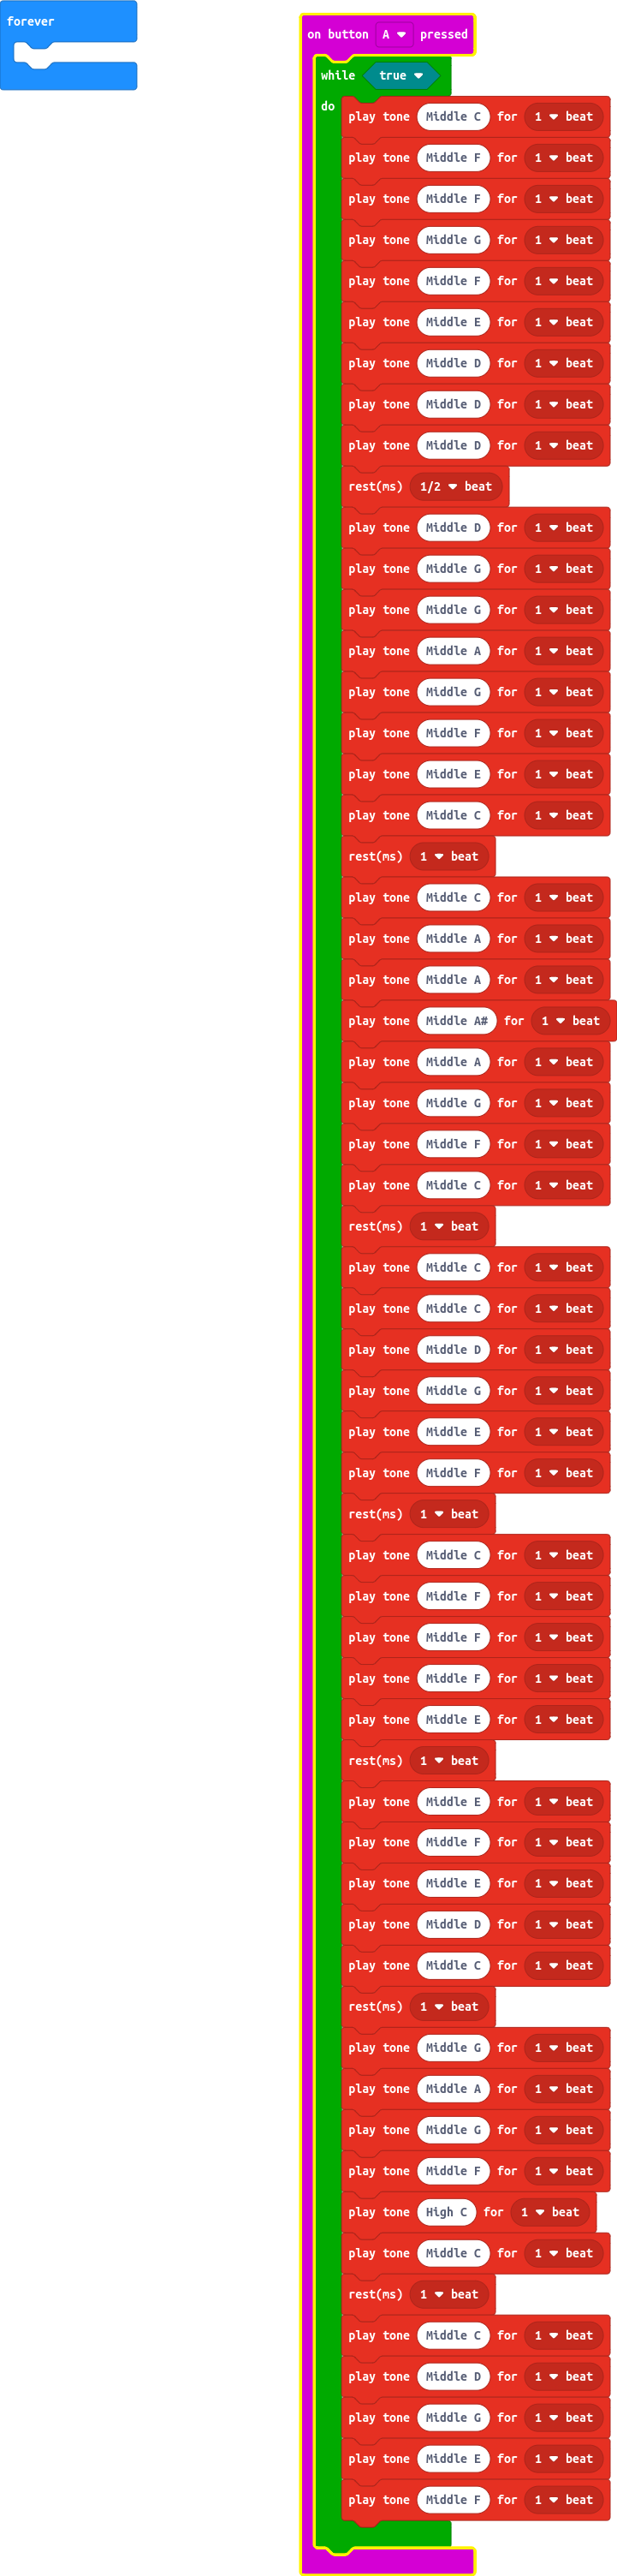 forever
on button A pressed
while true
do
play tone Middle C for 1 beat
play tone Middle F for 1 beat
play tone Middle F for 1 beat
play tone Middle G for 1 beat
play tone Middle F for 1 beat
play tone Middle E for 1 beat
play tone Middle D for 1 beat
play tone Middle D for 1 beat
play tone Middle D for 1 beat
rest(ms) 1/2 beat
play tone Middle D for 1 beat
play tone Middle G for 1 beat
play tone Middle G for 1 beat
play tone Middle A for 1 beat
play tone Middle G for 1 beat
play tone Middle F for 1 beat
play tone Middle E for 1 beat
play tone Middle C for 1 beat
rest(ms) 1 beat
play tone Middle C for 1 beat
play tone Middle A for 1 beat
play tone Middle A for 1 beat
play tone Middle A# for 1 beat
play tone Middle A for 1 beat
play tone Middle G for 1 beat
play tone Middle F for 1 beat
play tone Middle C for 1 beat
rest(ms) 1 beat
play tone Middle C for 1 beat
play tone Middle C for 1 beat
play tone Middle D for 1 beat
play tone Middle G for 1 beat
play tone Middle E for 1 beat
play tone Middle F for 1 beat
rest(ms) 1 beat
play tone Middle C for 1 beat
play tone Middle F for 1 beat
play tone Middle F for 1 beat
play tone Middle F for 1 beat
play tone Middle E for 1 beat
rest(ms) 1 beat
play tone Middle E for 1 beat
play tone Middle F for 1 beat
play tone Middle E for 1 beat
play tone Middle D for 1 beat
play tone Middle C for 1 beat
rest(ms) 1 beat
play tone Middle G for 1 beat
play tone Middle A for 1 beat
play tone Middle G for 1 beat
play tone Middle F for 1 beat
play tone High C for 1 beat
play tone Middle C for 1 beat
rest(ms) 1 beat
play tone Middle C for 1 beat
play tone Middle D for 1 beat
play tone Middle G for 1 beat
play tone Middle E for 1 beat
play tone Middle F for 1 beat